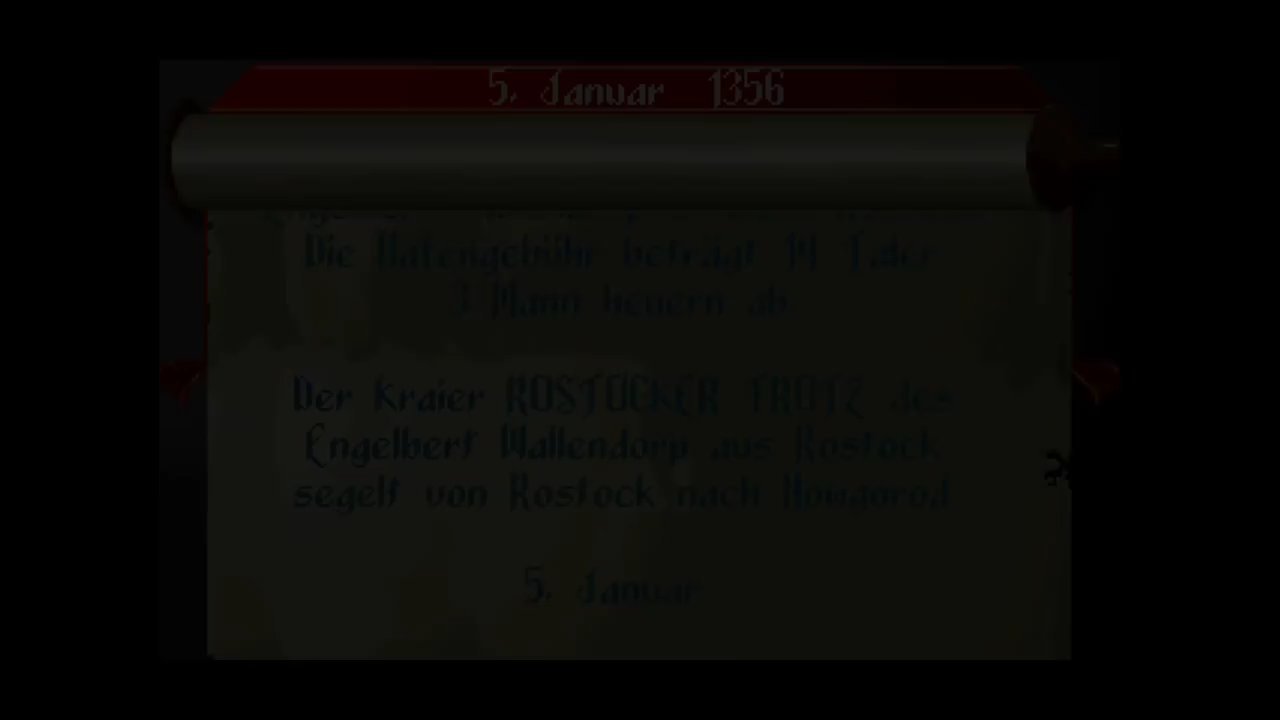 5. Januar 1356
Die Hafengebühr beträgt 14 Taler
3 Mann heuern ab.
Der Kraier ROSTOCKER TROTZ des
Engelbert Wallendorp aus Rostock
segelt von Rostock nach Nowgorod
5. Januar